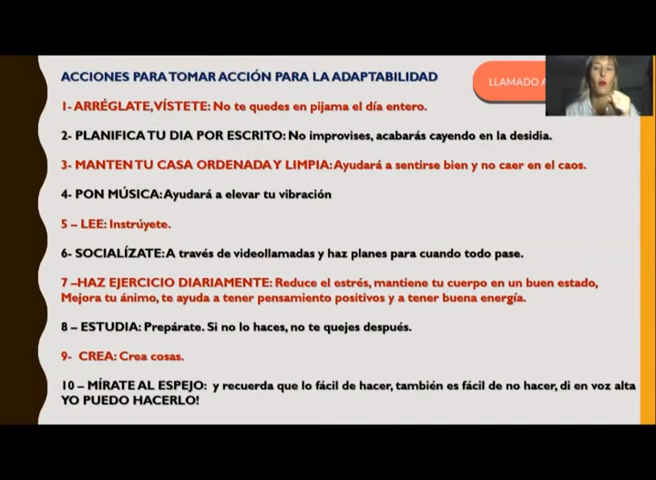 ACCIONES PARA TOMAR ACCIÓN PARA LA ADAPTABILIDAD
LLAMADO A
1- ARRÉGLATE, VÍSTETE: No te quedes en pijama el día entero.
2- PLANIFICA TU DIA POR ESCRITO: No improvises, acabarás cayendo en la desidia.
3- MANTEN TU CASA ORDENADA Y LIMPIA: Ayudará a sentirse bien y no caer en el caos.
4- PON MÚSICA: Ayudará a elevar tu vibración
5 – LEE: Instrúyete.
6- SOCIALÍZATE: A través de videollamadas y haz planes para cuando todo pase.
7 –HAZ EJERCICIO DIARIAMENTE: Reduce el estrés, mantiene tu cuerpo en un buen estado,
Mejora tu ánimo, te ayuda a tener pensamiento positivos y a tener buena energía.
8 – ESTUDIA: Prepárate. Si no lo haces, no te quejes después.
9- CREA: Crea cosas.
10 – MÍRATE AL ESPEJO: y recuerda que lo fácil de hacer, también es fácil de no hacer, di en voz alta
YO PUEDO HACERLO!